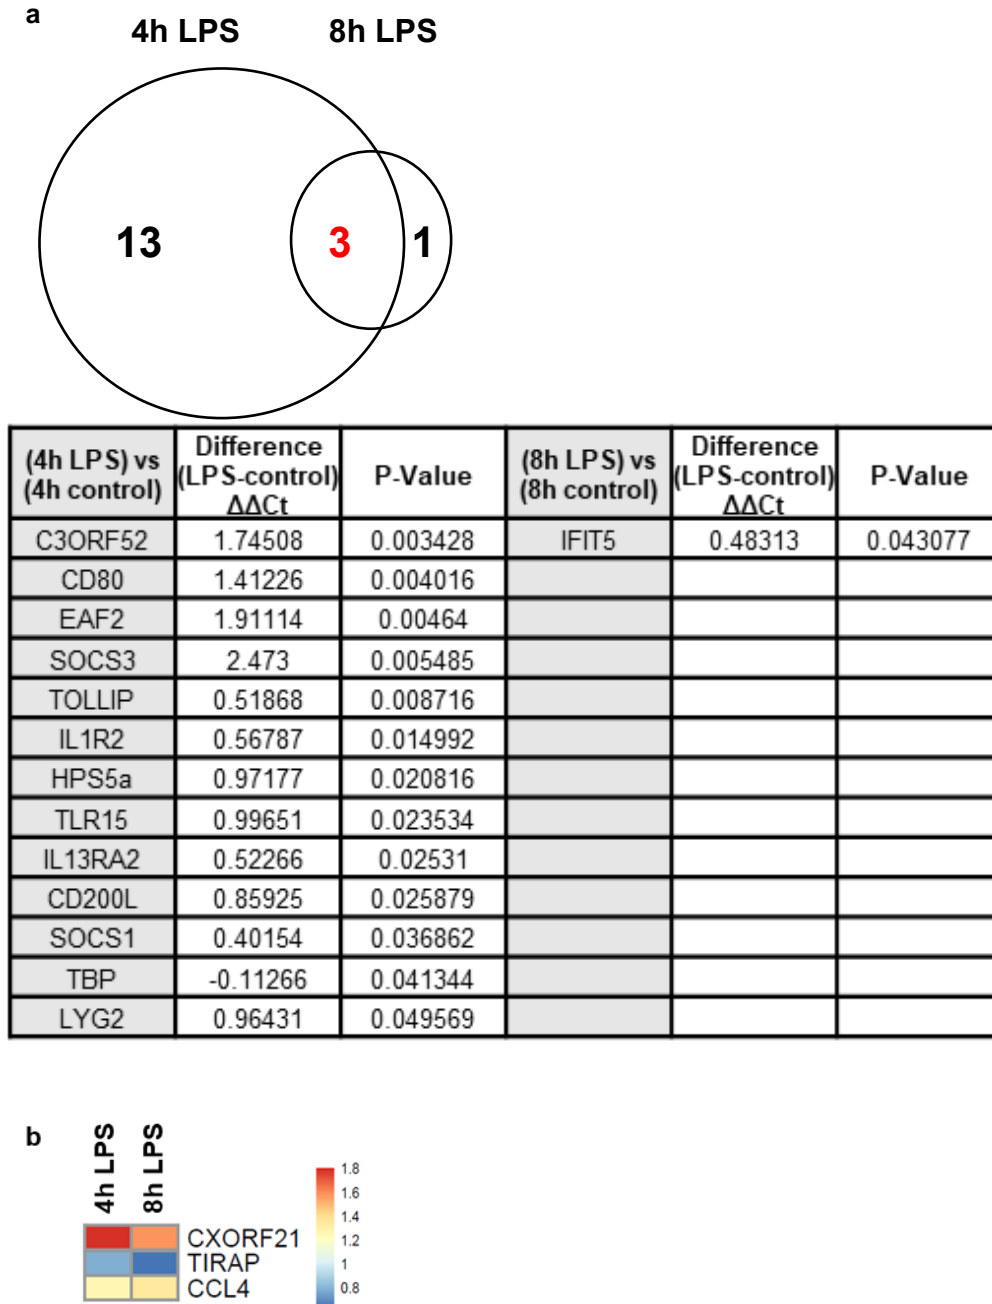 a
4h LPS 8h LPS
13 3 1
(4h LPS) vs (4h control) Difference (LPS-control) ΔΔCt P-Value (8h LPS) vs (8h control) Difference (LPS-control) ΔΔCt P-Value
C3ORF52 1.74508 0.003428 IFIT5 0.48313 0.043077
CD80 1.41226 0.004016
EAF2 1.91114 0.00464
SOCS3 2.473 0.005485
TOLLIP 0.51868 0.008716
IL1R2 0.56787 0.014992
HPS5a 0.97177 0.020816
TLR15 0.99651 0.023534
IL13RA2 0.52266 0.02531
CD200L 0.85925 0.025879
SOCS1 0.40154 0.036862
TBP -0.11266 0.041344
LYG2 0.96431 0.049569
b
4h LPS 8h LPS
CXORF21
TIRAP
CCL4
1.8
1.6
1.4
1.2
1
0.8